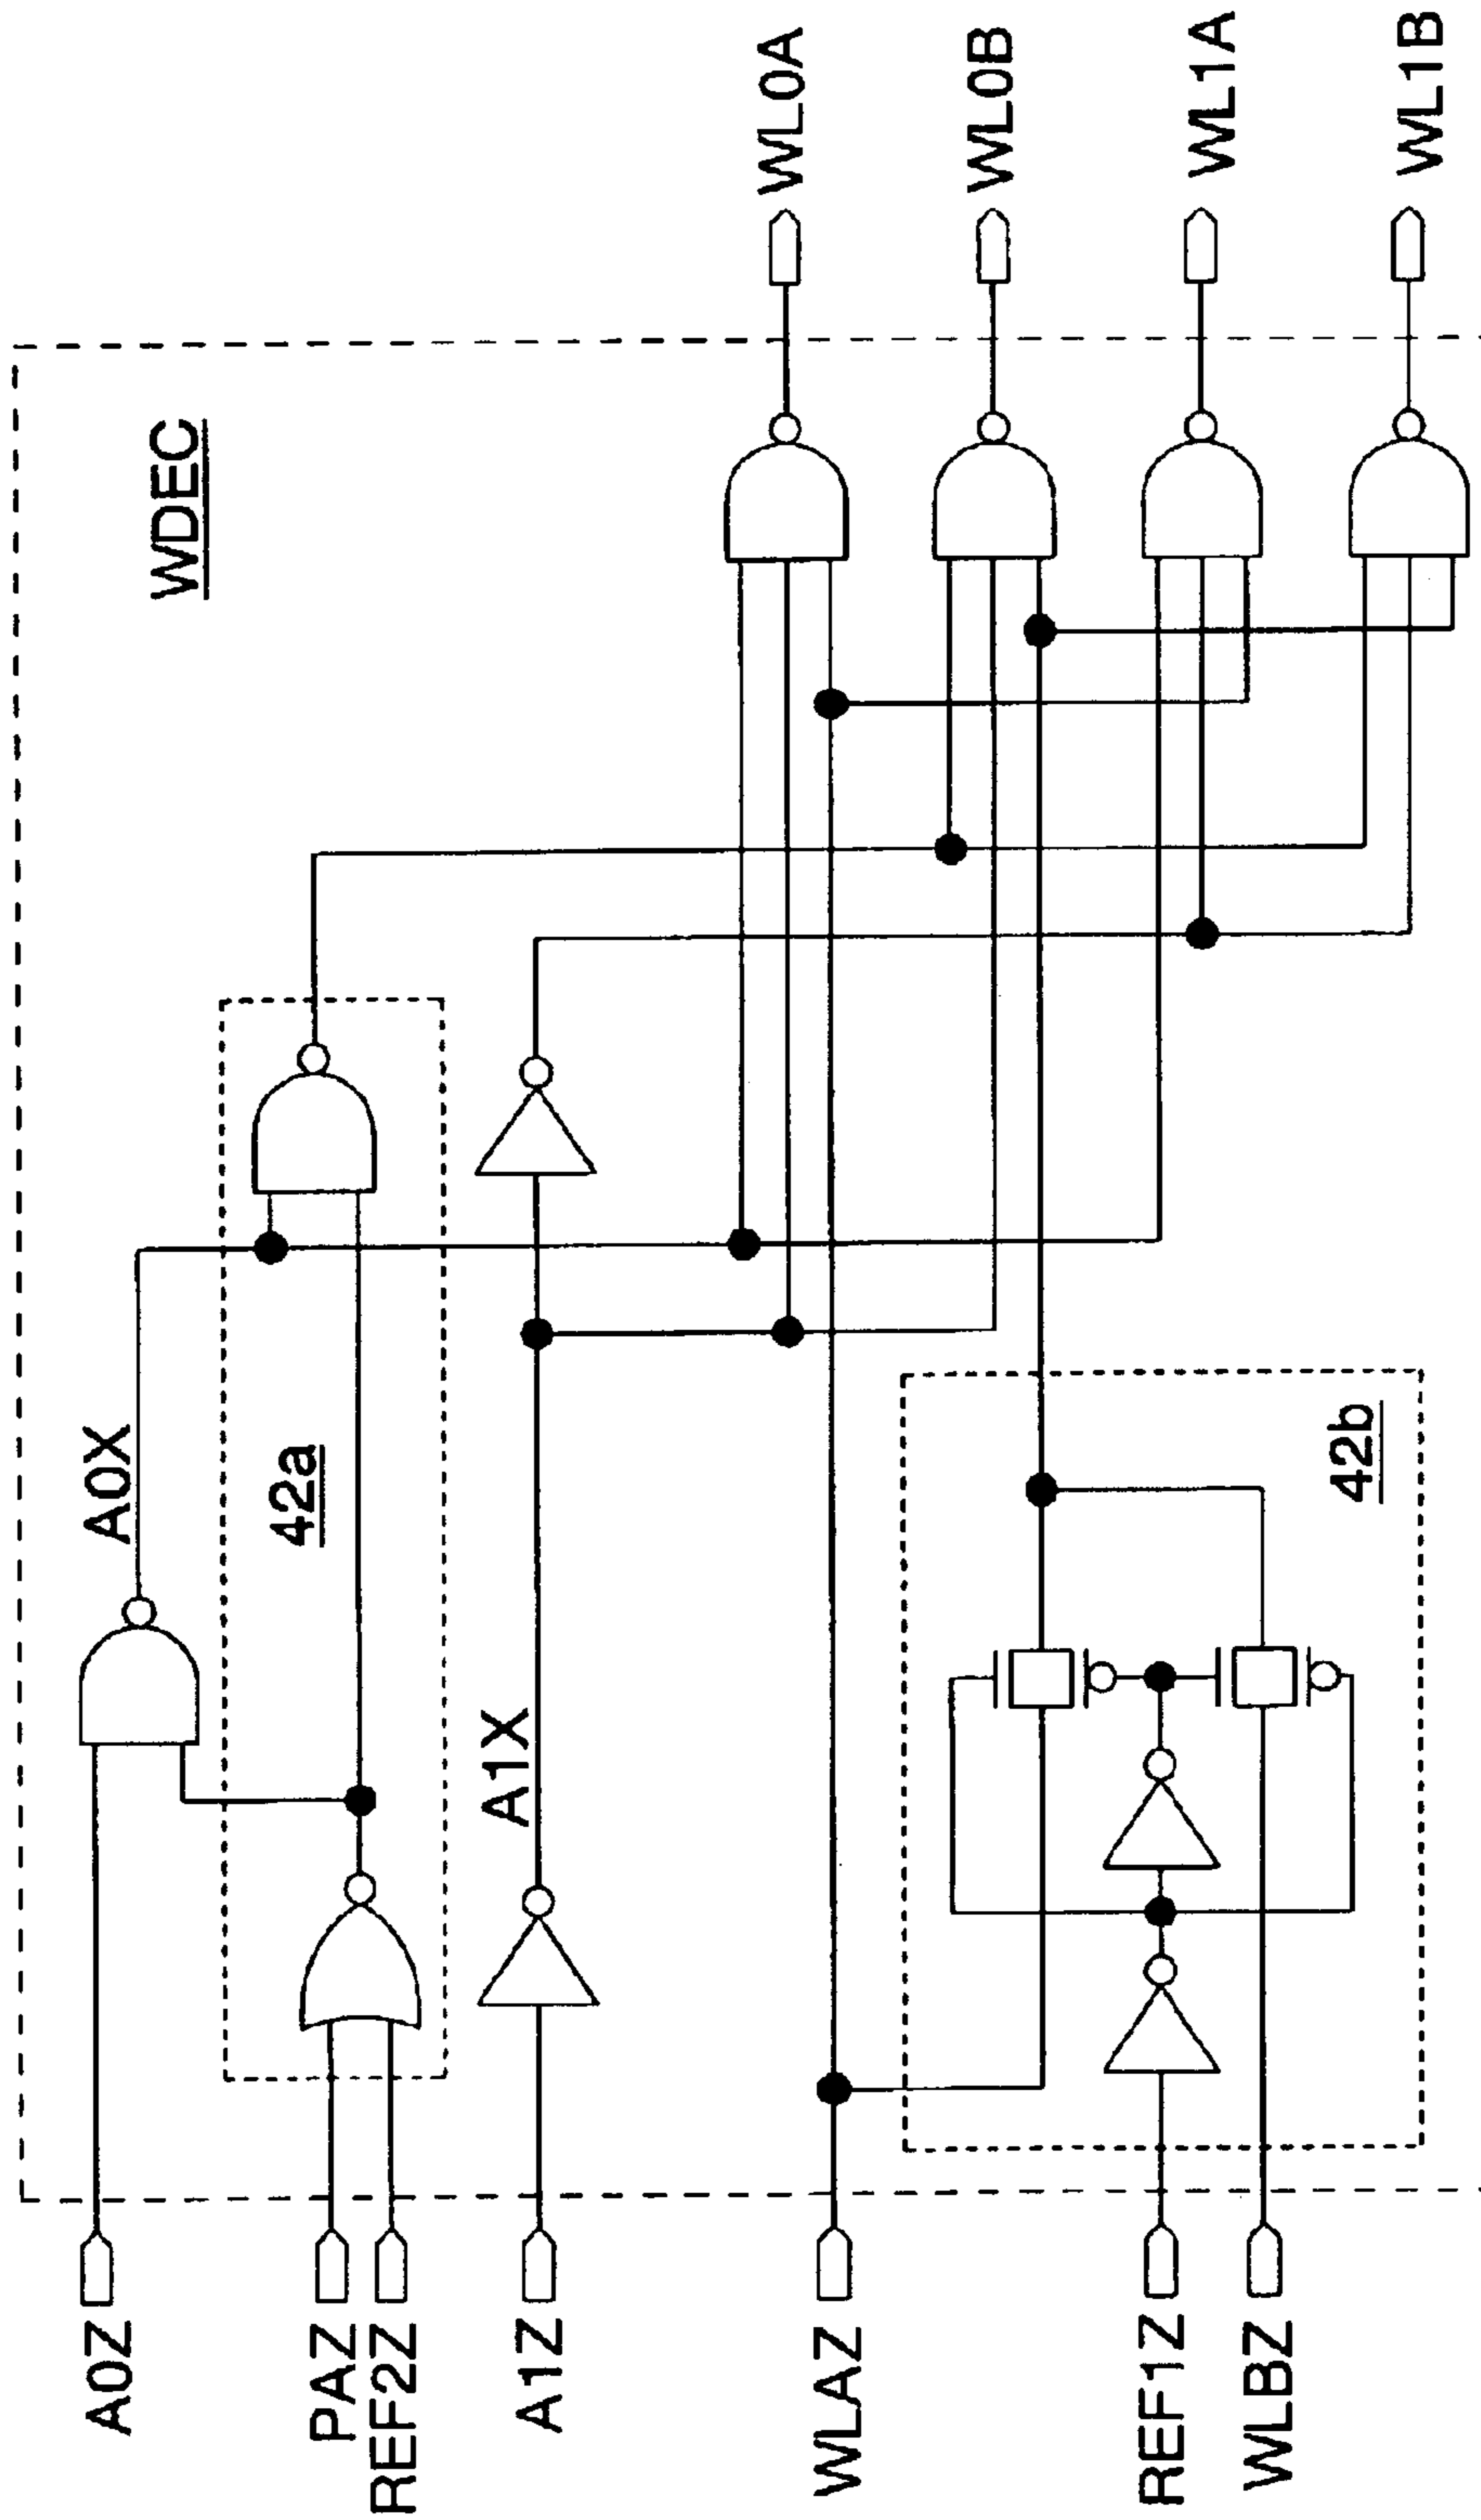 WDEC
A0Z
A0X
PAZ
REF2Z
42a
A1Z
A1X
WLAZ
REF1Z
WLBZ
42b
WL0A
WL0B
WL1A
WL1B